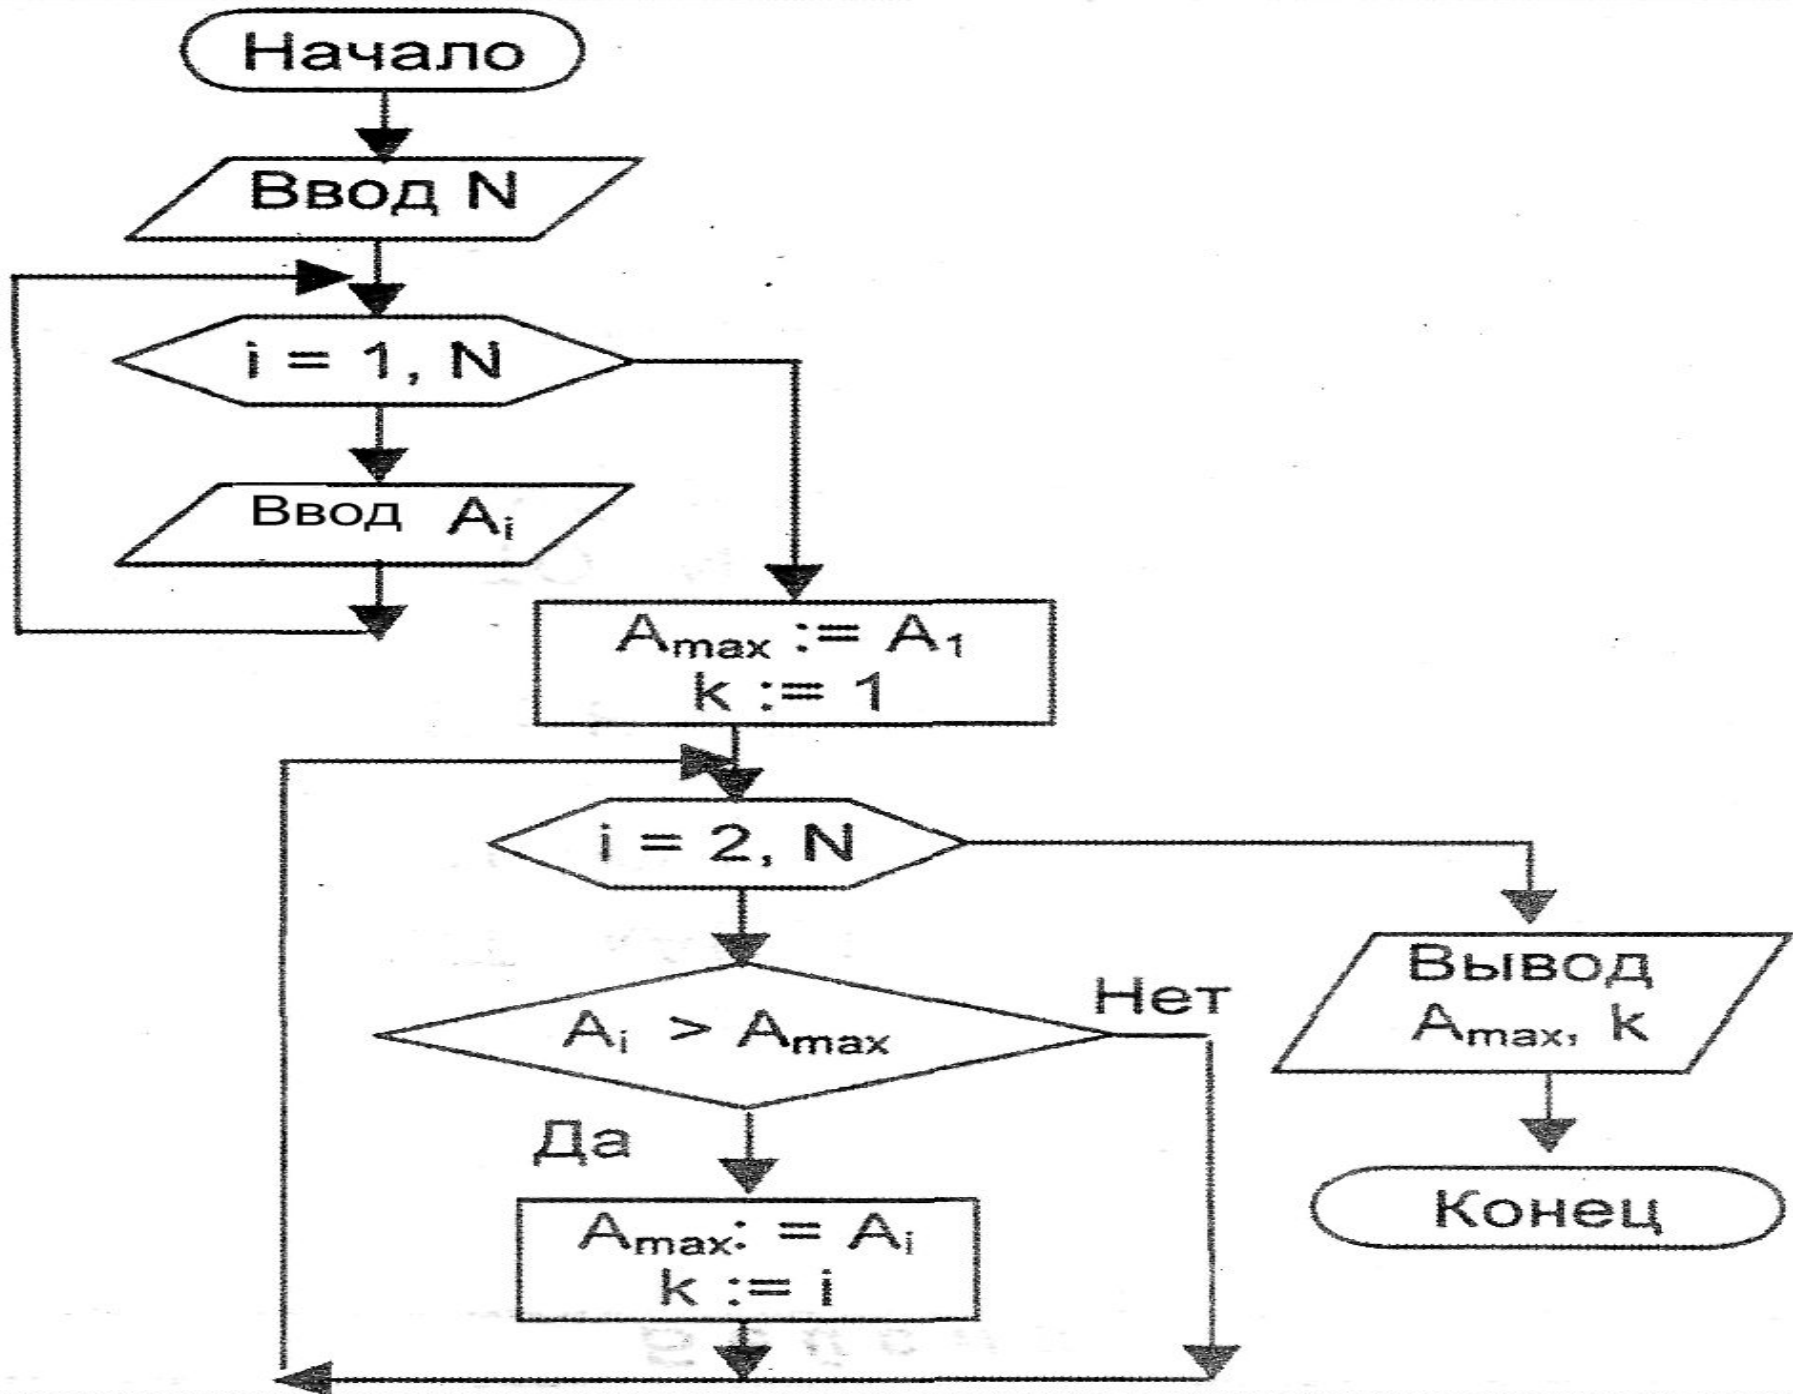 Начало
Ввод N
i = 1, N
Ввод Aᵢ
Aₘₐₓ := A₁
k := 1
i = 2, N
Aᵢ > Aₘₐₓ
Нет
Да
Aₘₐₓ: = Aᵢ
k := i
Вывод
Aₘₐₓ, k
Конец